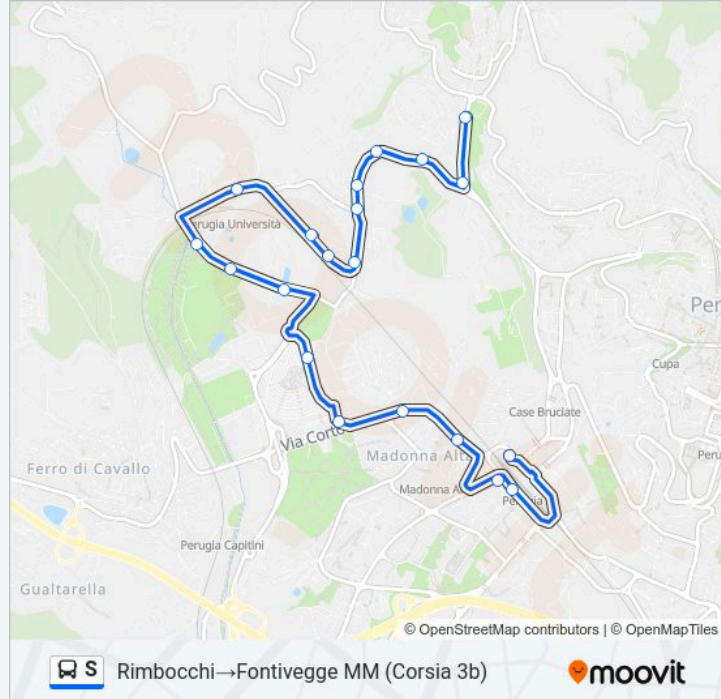 Perugia Università
Per
Cupa
Case Bruciate
Via Corto
Madonna Alta
Perug
Ferro di Cavallo
Madonna A
Perugia Capitini
Gualtarella
© OpenStreetMap contributors | © OpenMapTiles
S Rimbocchi→Fontivegge MM (Corsia 3b) moovit